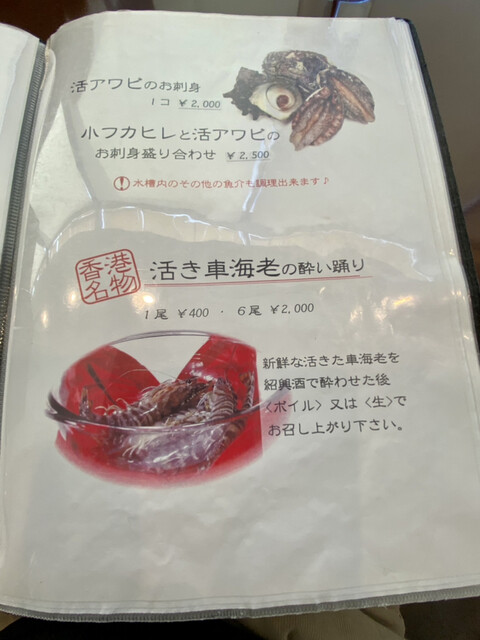 活アワビのお刺身
1コ ¥2,000
小フカヒレと活アワビの
お刺身盛り合わせ ¥2,500
! 水槽内のその他の魚介も調理出来ます♪
香港名物
活き車海老の酔い踊り
1尾 ¥400 ・ 6尾 ¥2,000
新鮮な活きた車海老を
紹興酒で酔わせた後
〈ボイル〉又は〈生〉で
お召し上がり下さい。